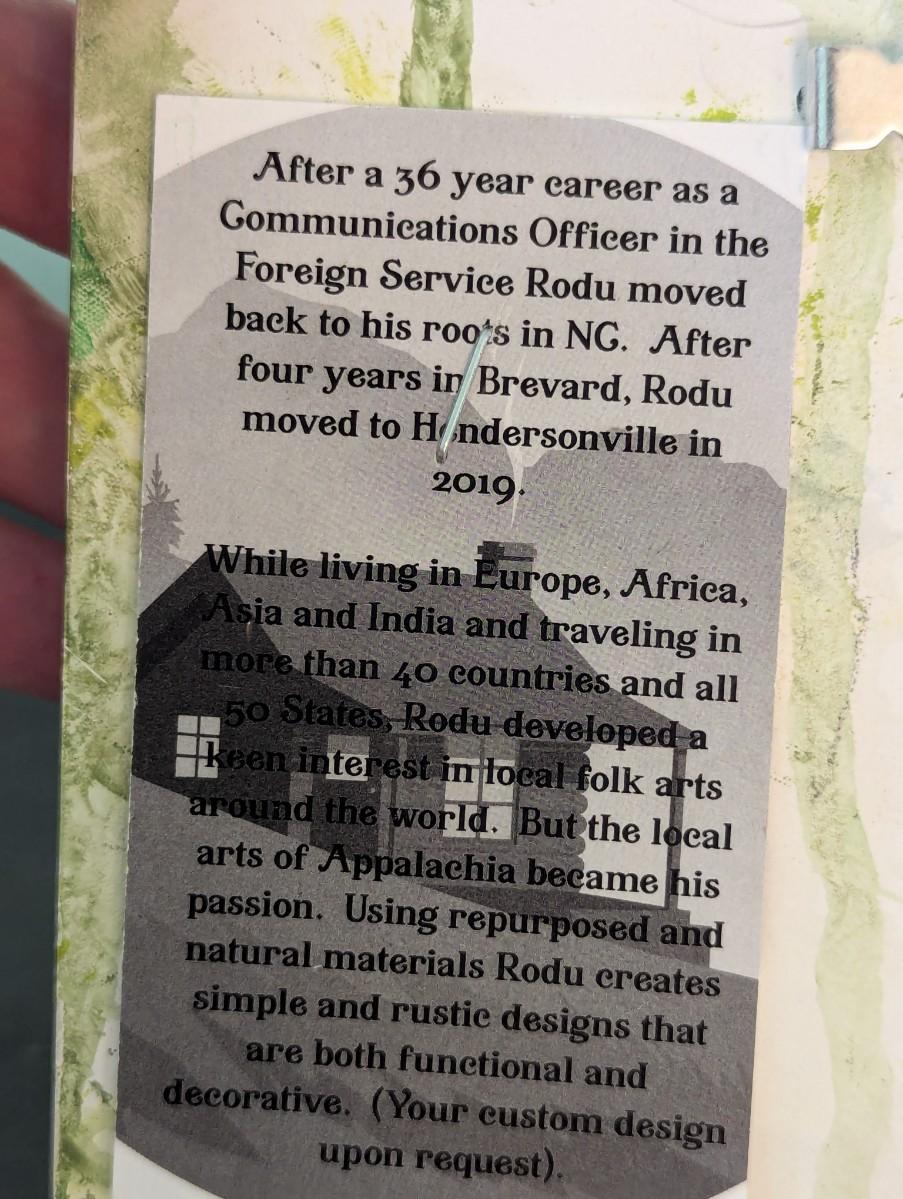 After a 36 year career as a
Communications Officer in the
Foreign Service Rodu moved
back to his roots in NC. After
four years in Brevard, Rodu
moved to Hendersonville in
2019.
While living in Europe, Africa,
Asia and India and traveling in
more than 40 countries and all
50 States, Rodu developed a
keen interest in local folk arts
around the world. But the local
arts of Appalachia became his
passion. Using repurposed and
natural materials Rodu creates
simple and rustic designs that
are both functional and
decorative. (Your custom design
upon request).